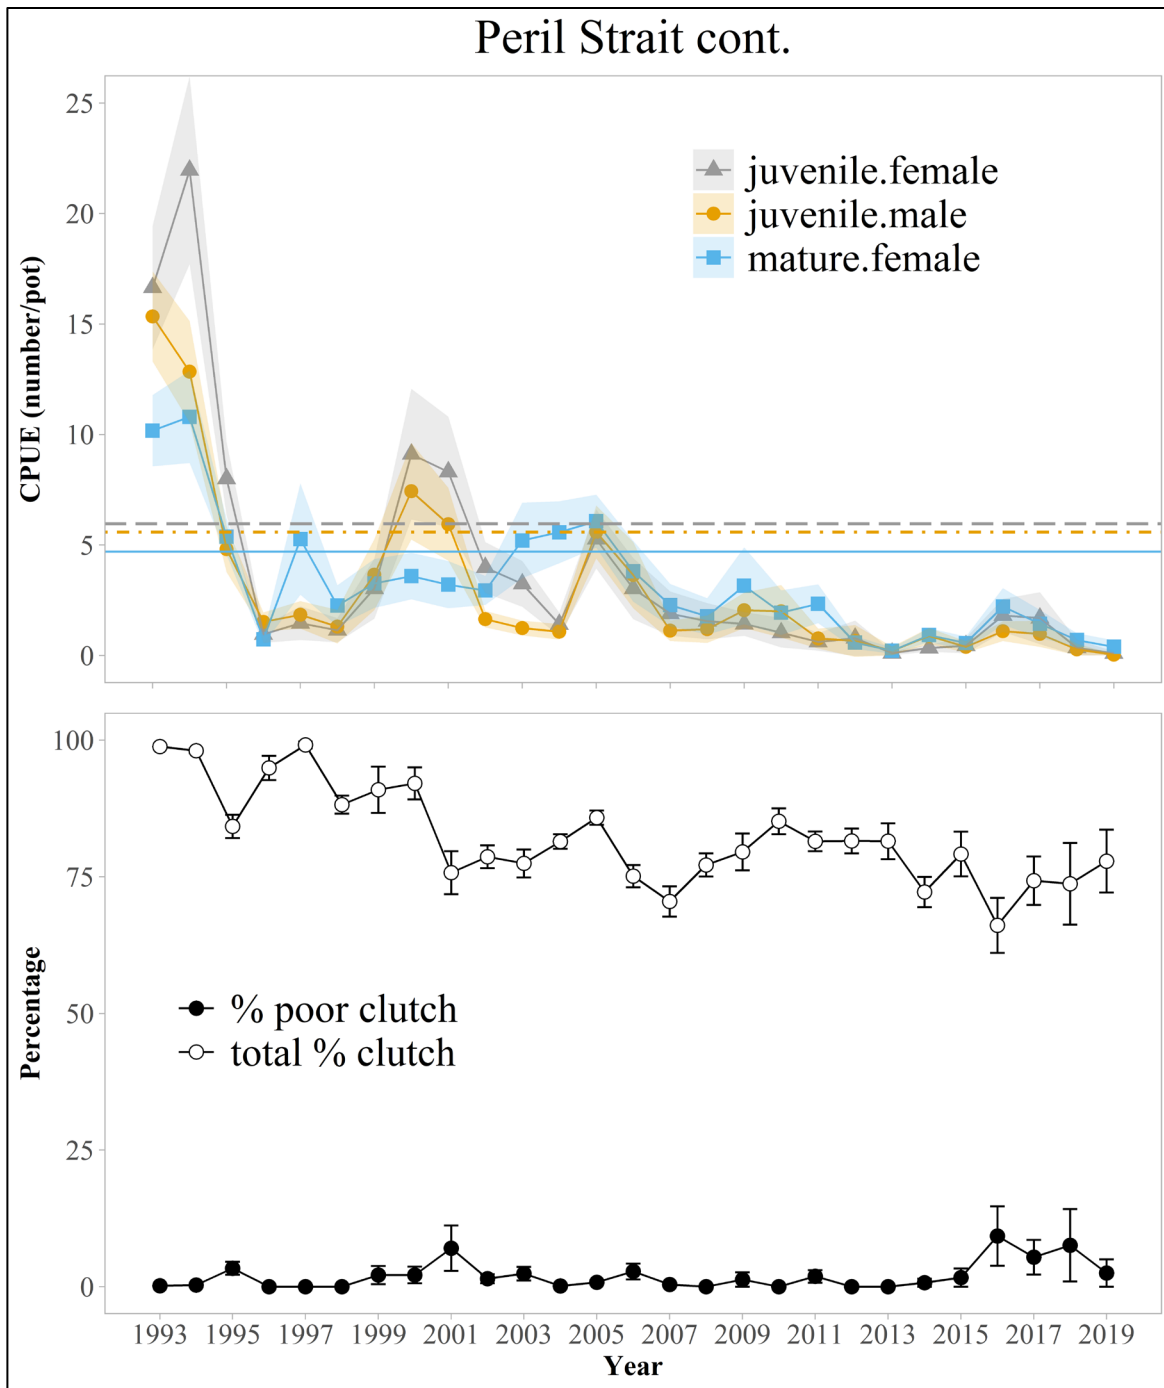 Peril Strait cont.
25
20
15
10
5
0
CPUE (number/pot)
juvenile.female
juvenile.male
mature.female
100
75
50
25
0
Percentage
% poor clutch
total % clutch
1993 1995 1997 1999 2001 2003 2005 2007 2009 2011 2013 2015 2017 2019
Year